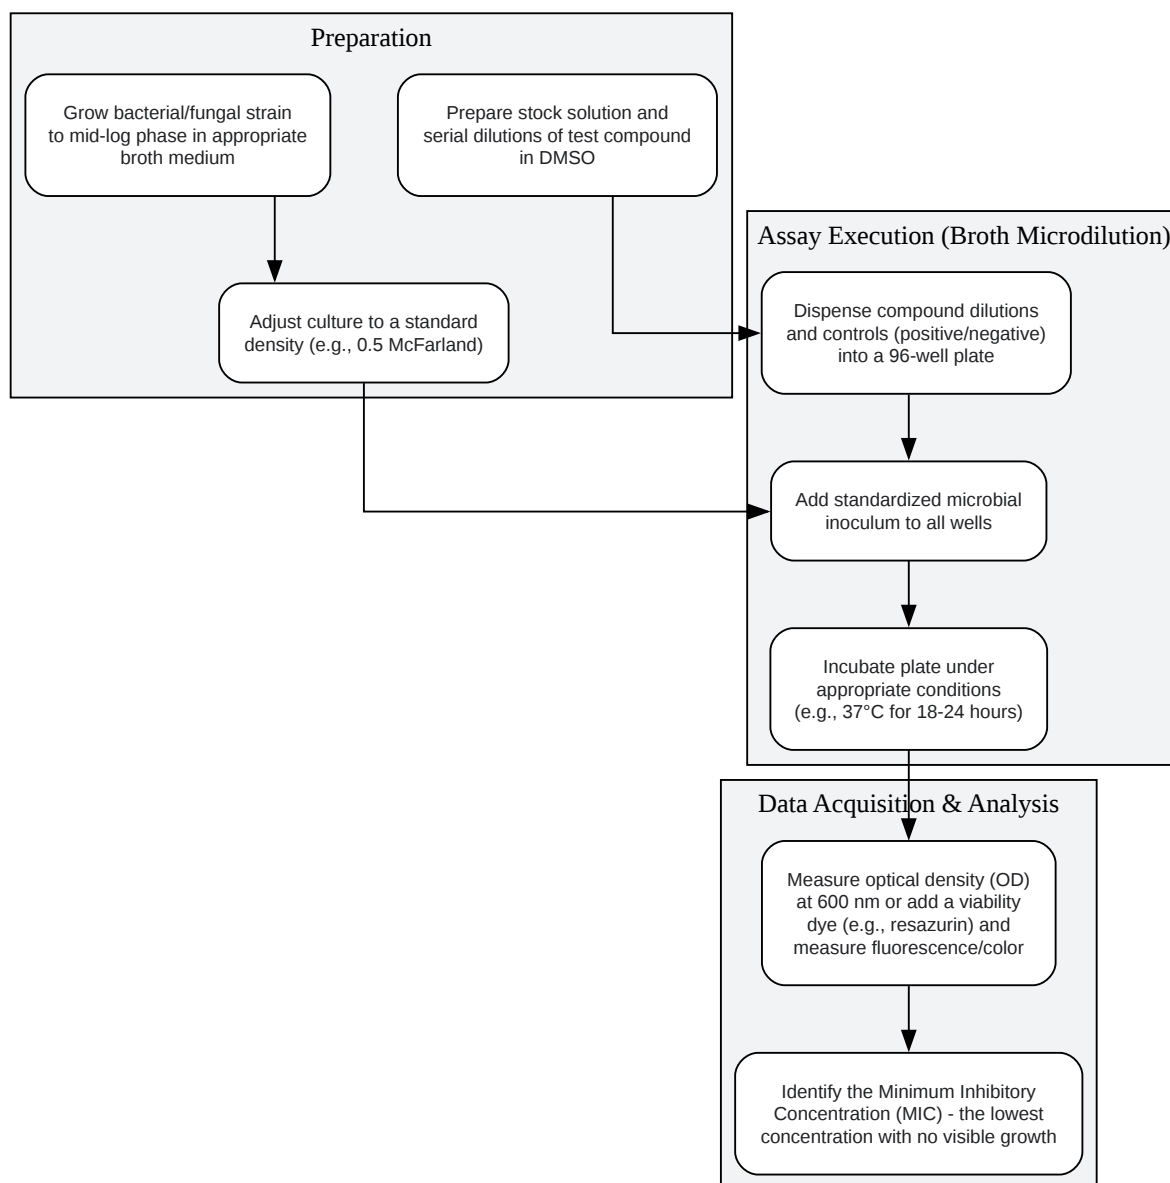 Preparation
Grow bacterial/fungal strain
to mid-log phase in appropriate
broth medium
Prepare stock solution and
serial dilutions of test compound
in DMSO
Adjust culture to a standard
density (e.g., 0.5 McFarland)
Assay Execution (Broth Microdilution)
Dispense compound dilutions
and controls (positive/negative)
into a 96-well plate
Add standardized microbial
inoculum to all wells
Incubate plate under
appropriate conditions
(e.g., 37°C for 18-24 hours)
Data Acquisition & Analysis
Measure optical density (OD)
at 600 nm or add a viability
dye (e.g., resazurin) and
measure fluorescence/color
Identify the Minimum Inhibitory
Concentration (MIC) - the lowest
concentration with no visible growth